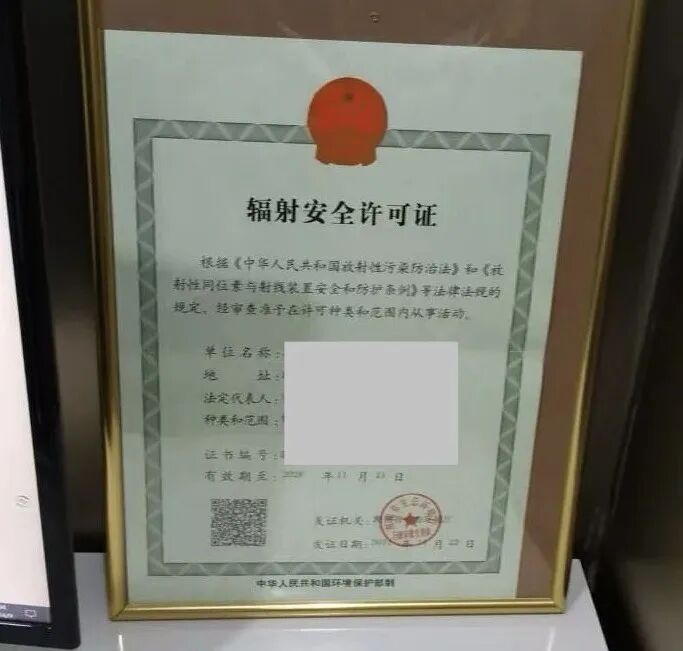 辐射安全许可证
根据《中华人民共和国放射性污染防治法》和《放
射性同位素与射线装置安全和防护条例》等法律法规的
规定，经审查准予在许可种类和范围内从事活动。
单位名称：
地 址：
法定代表人：
种类和范围：
证书编号：
有效期至： 年 11 月 日
发证机关：
发证日期： 22 日
中华人民共和国环境保护部制